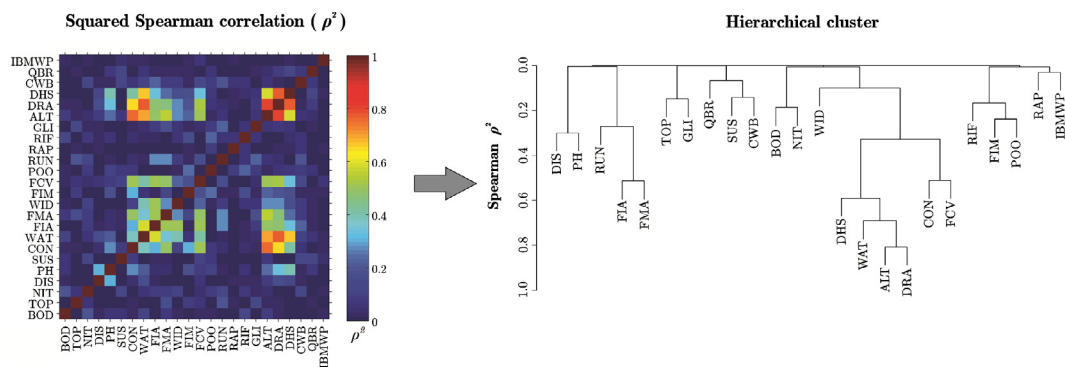 Squared Spearman correlation ( ρ² )
IBMWP
QBR
CWB
DHS
DRA
ALT
GLI
RIF
RAP
RUN
POO
FCV
FIM
WID
FMA
FIA
WAT
CON
SUS
PH
DIS
NIT
TOP
BOD
BOD
TOP
NIT
DIS
PH
SUS
CON
WAT
FIA
FMA
WID
FIM
FCV
POO
RUN
RAP
RIF
GLI
ALT
DRA
DHS
CWB
QBR
IBMWP
1
0.8
0.6
0.4
0.2
0
ρ²
Hierarchical cluster
Spearman ρ²
0.0
0.2
0.4
0.6
0.8
1.0
DIS
PH
RUN
FIA
FMA
TOP
GLI
QBR
SUS
CWB
BOD
NIT
WID
DHS
WAT
ALT
DRA
CON
FCV
RIF
FIM
POO
RAP
IBMWP